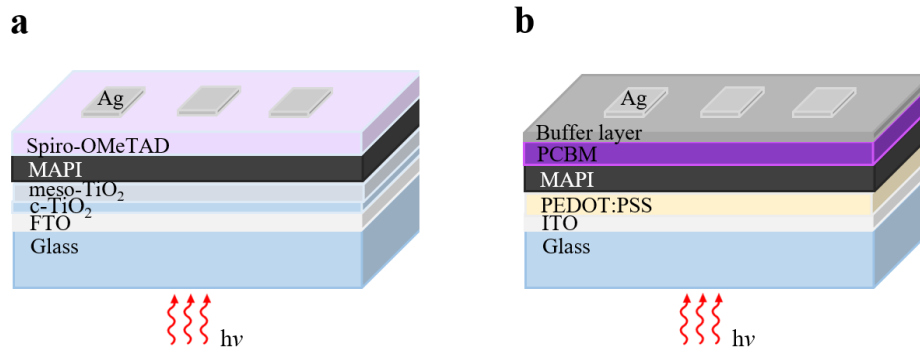 a
Ag
Spiro-OMeTAD
MAPI
meso-TiO₂
c-TiO₂
FTO
Glass
hν
b
Ag
Buffer layer
PCBM
MAPI
PEDOT:PSS
ITO
Glass
hν